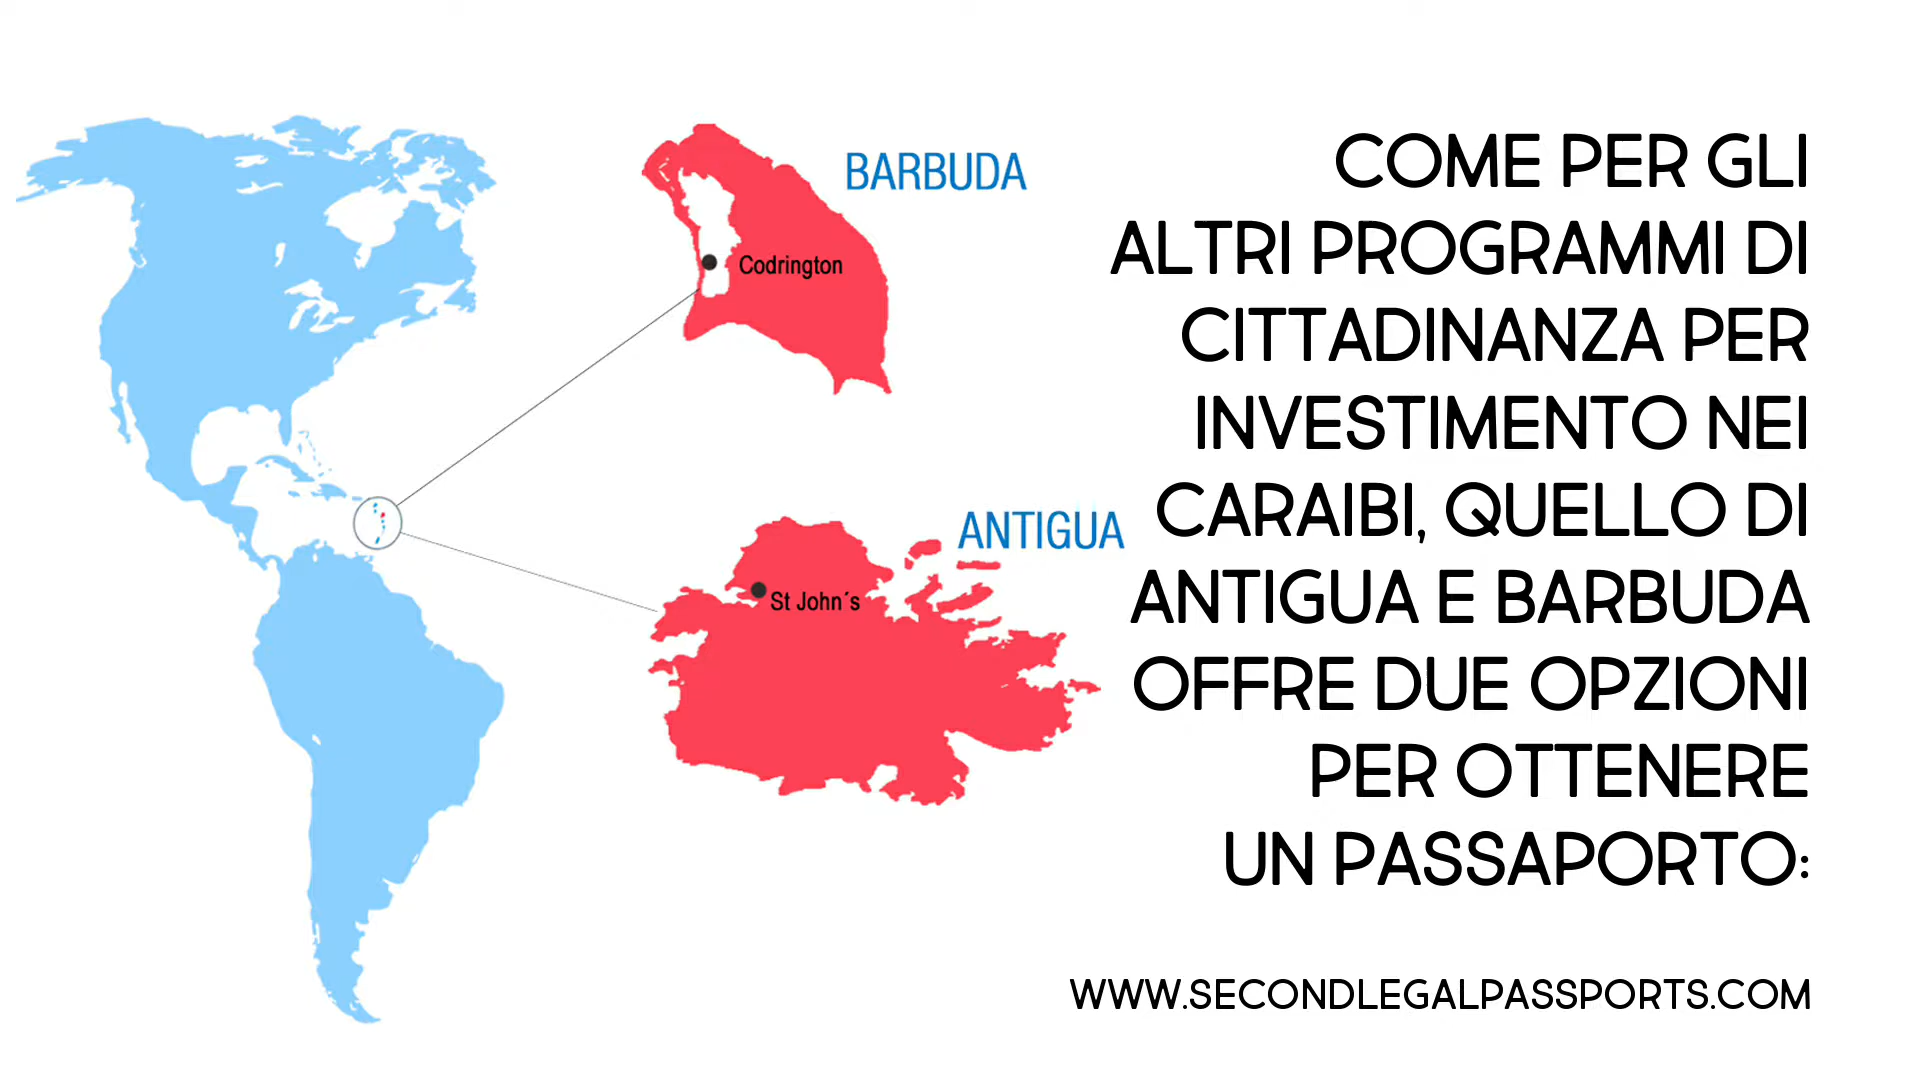 BARBUDA
Codrington
ANTIGUA
St John´s
COME PER GLI
ALTRI PROGRAMMI DI
CITTADINANZA PER
INVESTIMENTO NEI
CARAIBI, QUELLO DI
ANTIGUA E BARBUDA
OFFRE DUE OPZIONI
PER OTTENERE
UN PASSAPORTO:
WWW.SECONDLEGALPASSPORTS.COM